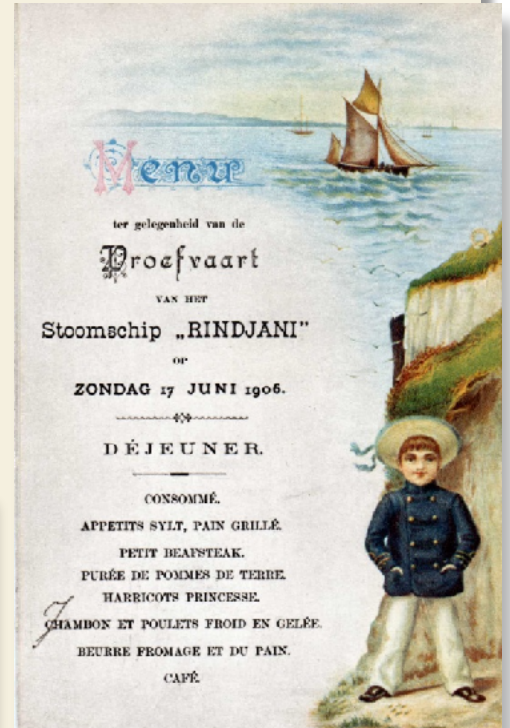 Menu
ter gelegenheid van de
Proefvaart
VAN HET
Stoomschip „RINDJANI”
OP
ZONDAG 17 JUNI 1906.
DÉJEUNER.
CONSOMMÉ.
APPETITS SYLT, PAIN GRILLÉ.
PETIT BEAFSTEAK.
PURÉE DE POMMES DE TERRE.
HARRICOTS PRINCESSE.
JHAMBON ET POULETS FROID EN GELÉE.
BEURRE FROMAGE ET DU PAIN.
CAFÉ.